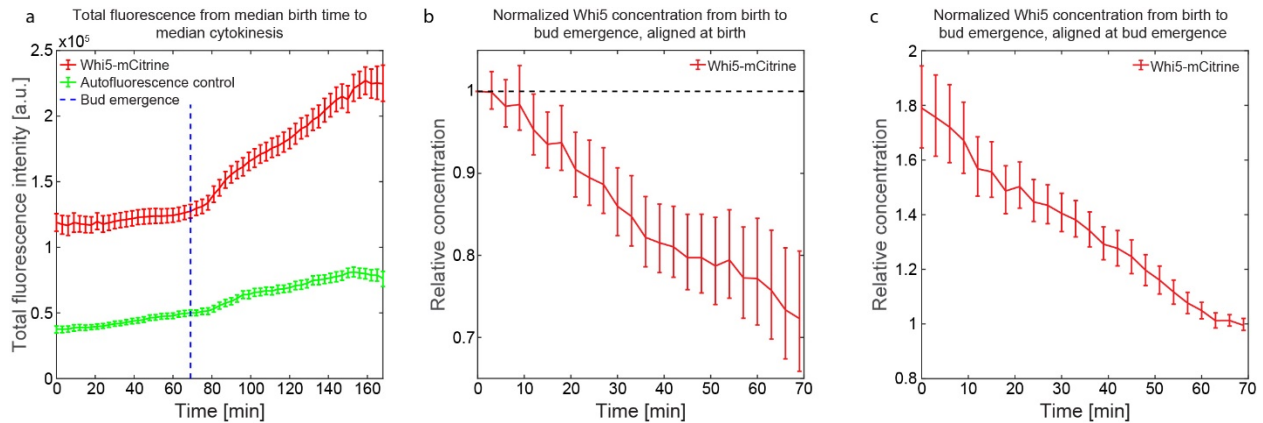 a
Total fluorescence from median birth time to
median cytokinesis
x10⁵
2.5
2
1.5
1
0.5
0
Whi5-mCitrine
Autofluorescence control
Bud emergence
Total fluorescence intenity [a.u.]
0 20 40 60 80 100 120 140 160
Time [min]
b
Normalized Whi5 concentration from birth to
bud emergence, aligned at birth
Whi5-mCitrine
1
0.9
0.8
0.7
Relative concentration
0 10 20 30 40 50 60 70
Time [min]
c
Normalized Whi5 concentration from birth to
bud emergence, aligned at bud emergence
2
1.8
1.6
1.4
1.2
1
0.8
Whi5-mCitrine
Relative concentration
0 10 20 30 40 50 60 70
Time [min]